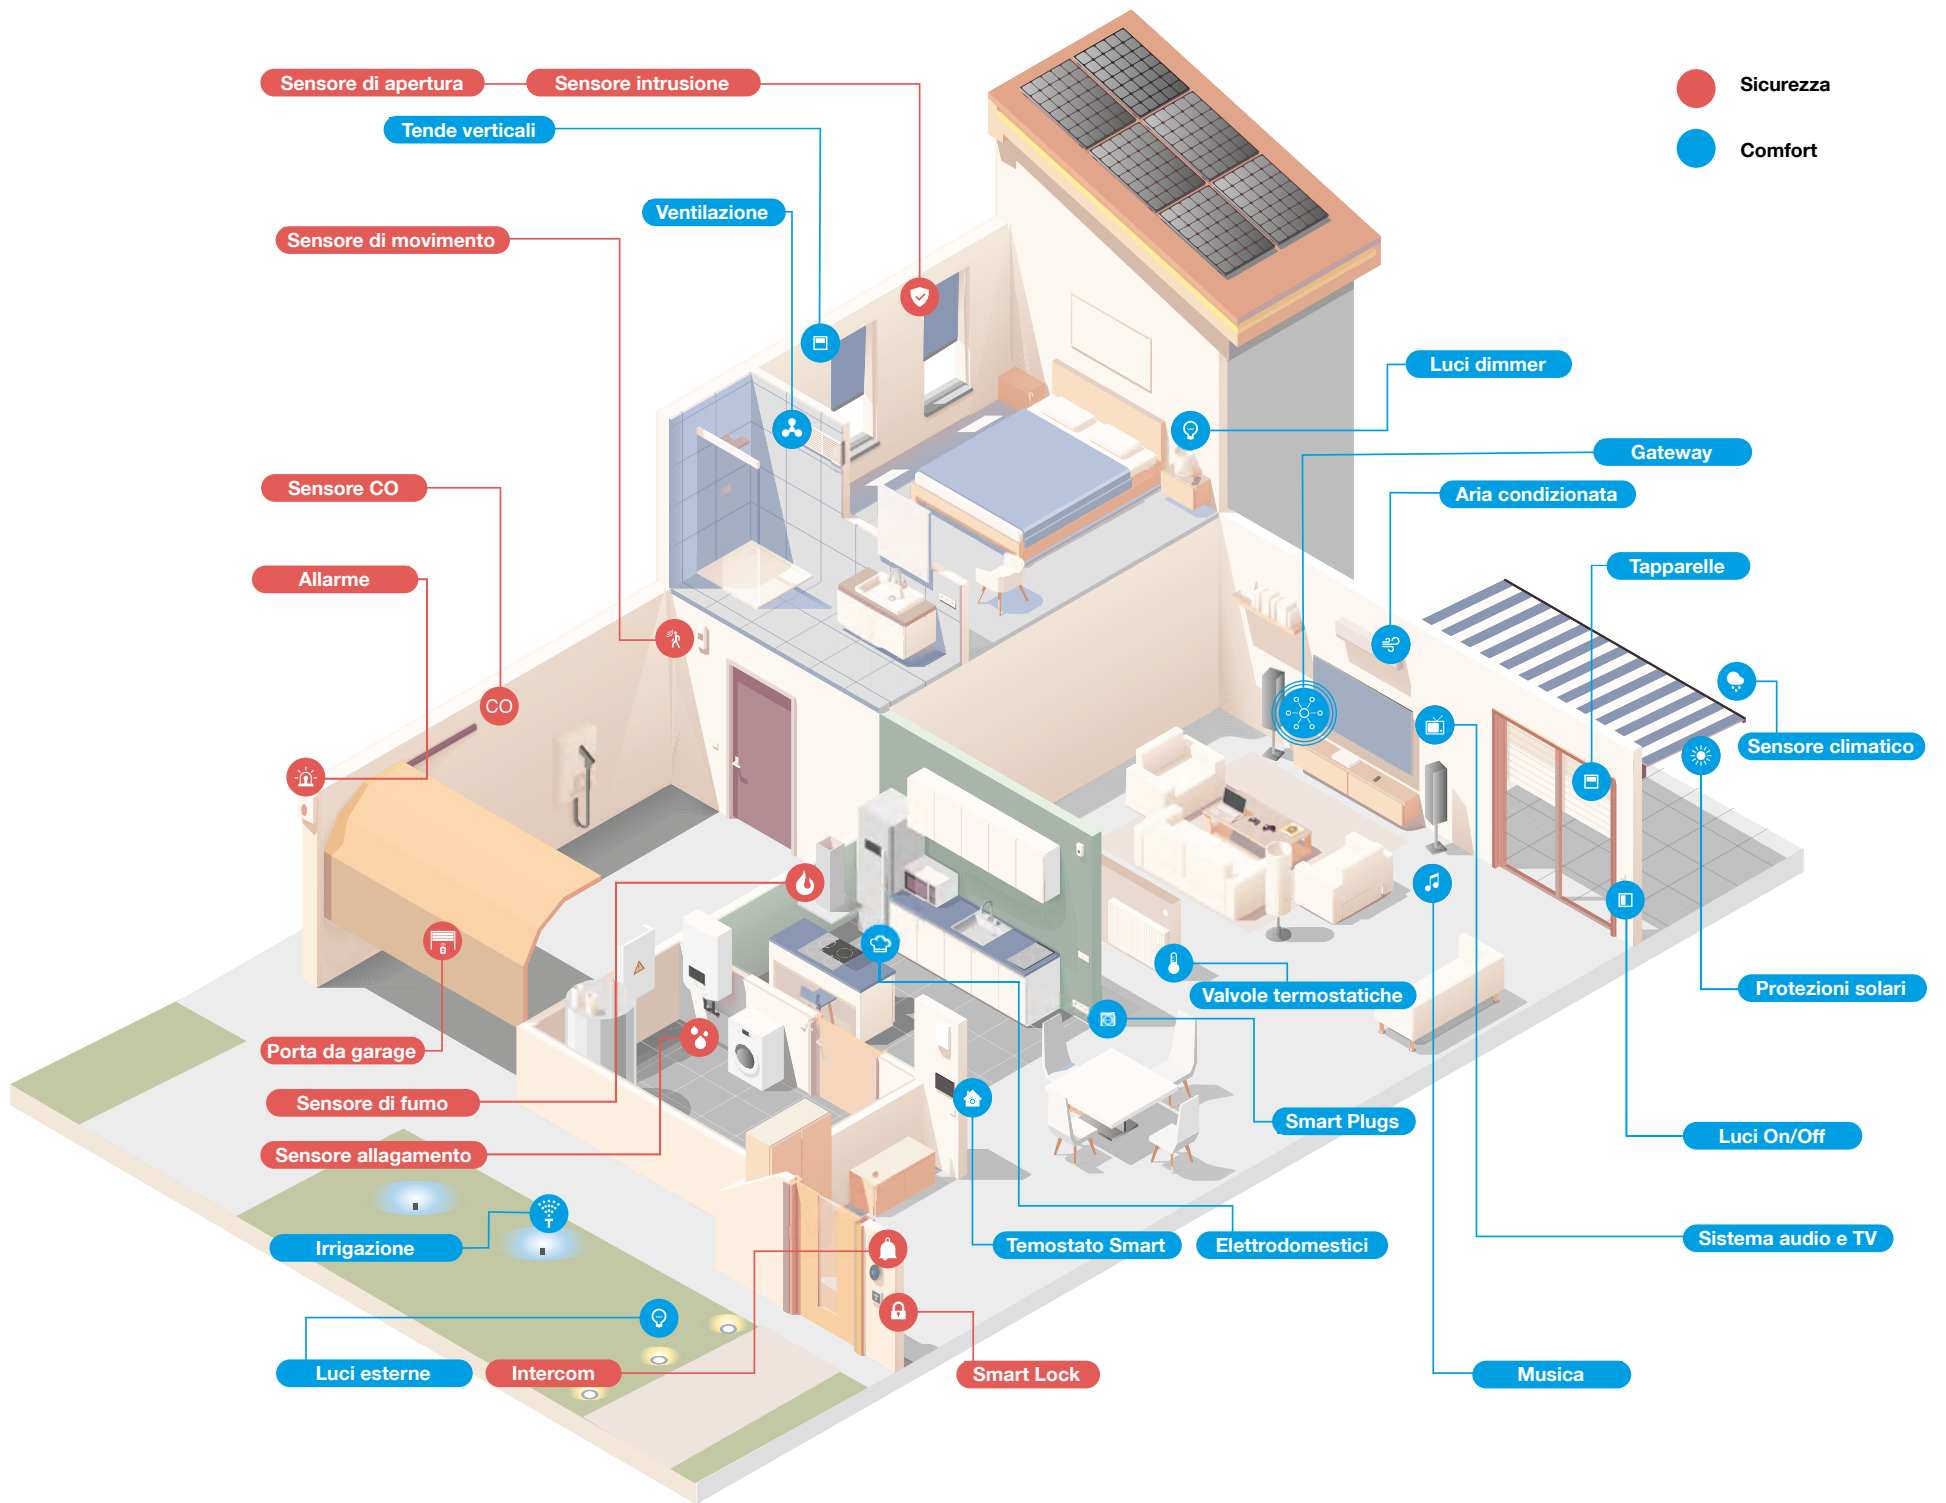 Sensore di apertura
Sensore intrusione
Sicurezza
Tende verticali
Comfort
Ventilazione
Sensore di movimento
Luci dimmer
Gateway
Sensore CO
Aria condizionata
Allarme
Tapparelle
CO
Sensore climatico
Protezioni solari
Valvole termostatiche
Porta da garage
Sensore di fumo
Smart Plugs
Luci On/Off
Sensore allagamento
Irrigazione
Temostato Smart
Elettrodomestici
Sistema audio e TV
Luci esterne
Intercom
Smart Lock
Musica